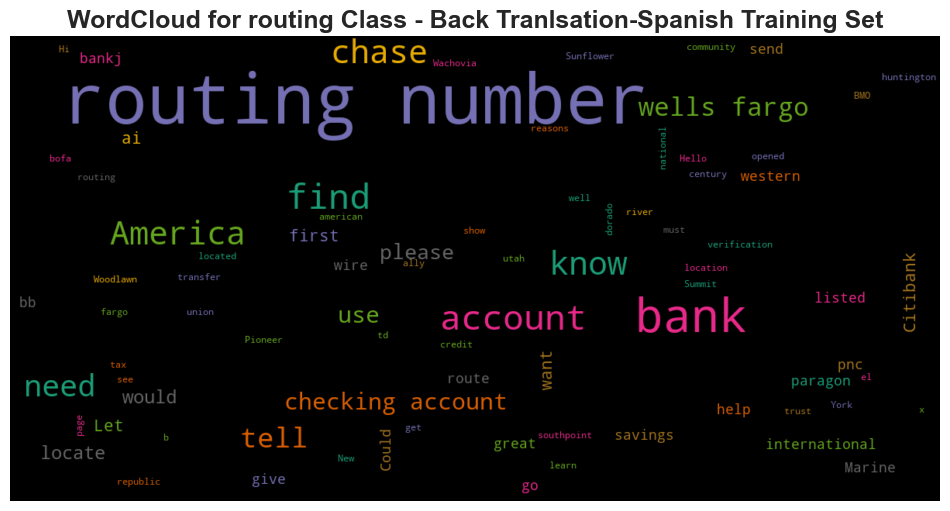 WordCloud for routing Class - Back Tranlsation-Spanish Training Set
Hi
bankj
chase
Wachovia
Sunflower
community
send
huntington
routing number
wells fargo
BMO
ai
reasons
national
bofa
Hello
opened
routing
century
western
find
well
american
dorado
river
America
first
show
must
located
please
verification
wire
ally
utah
know
location
Woodlawn
transfer
Summit
Citibank
bb
listed
fargo
union
use
account
bank
Pioneer
td
credit
tax
see
need
would
route
want
pnc
paragon
el
checking account
help
trust
York
x
page
Let
b
tell
Could
get
great
southpoint
savings
international
locate
New
learn
Marine
republic
give
go